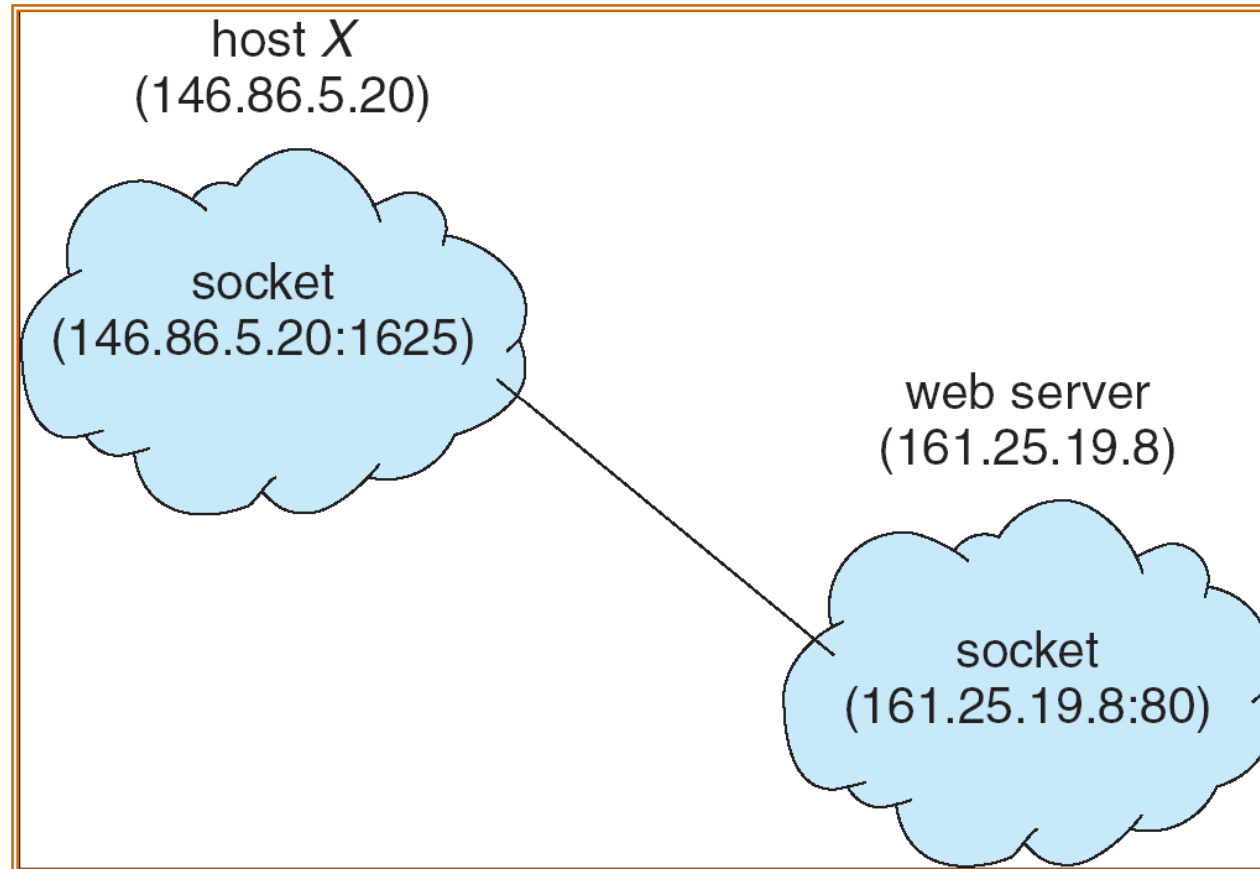 host X
(146.86.5.20)
socket
(146.86.5.20:1625)
web server
(161.25.19.8)
socket
(161.25.19.8:80)